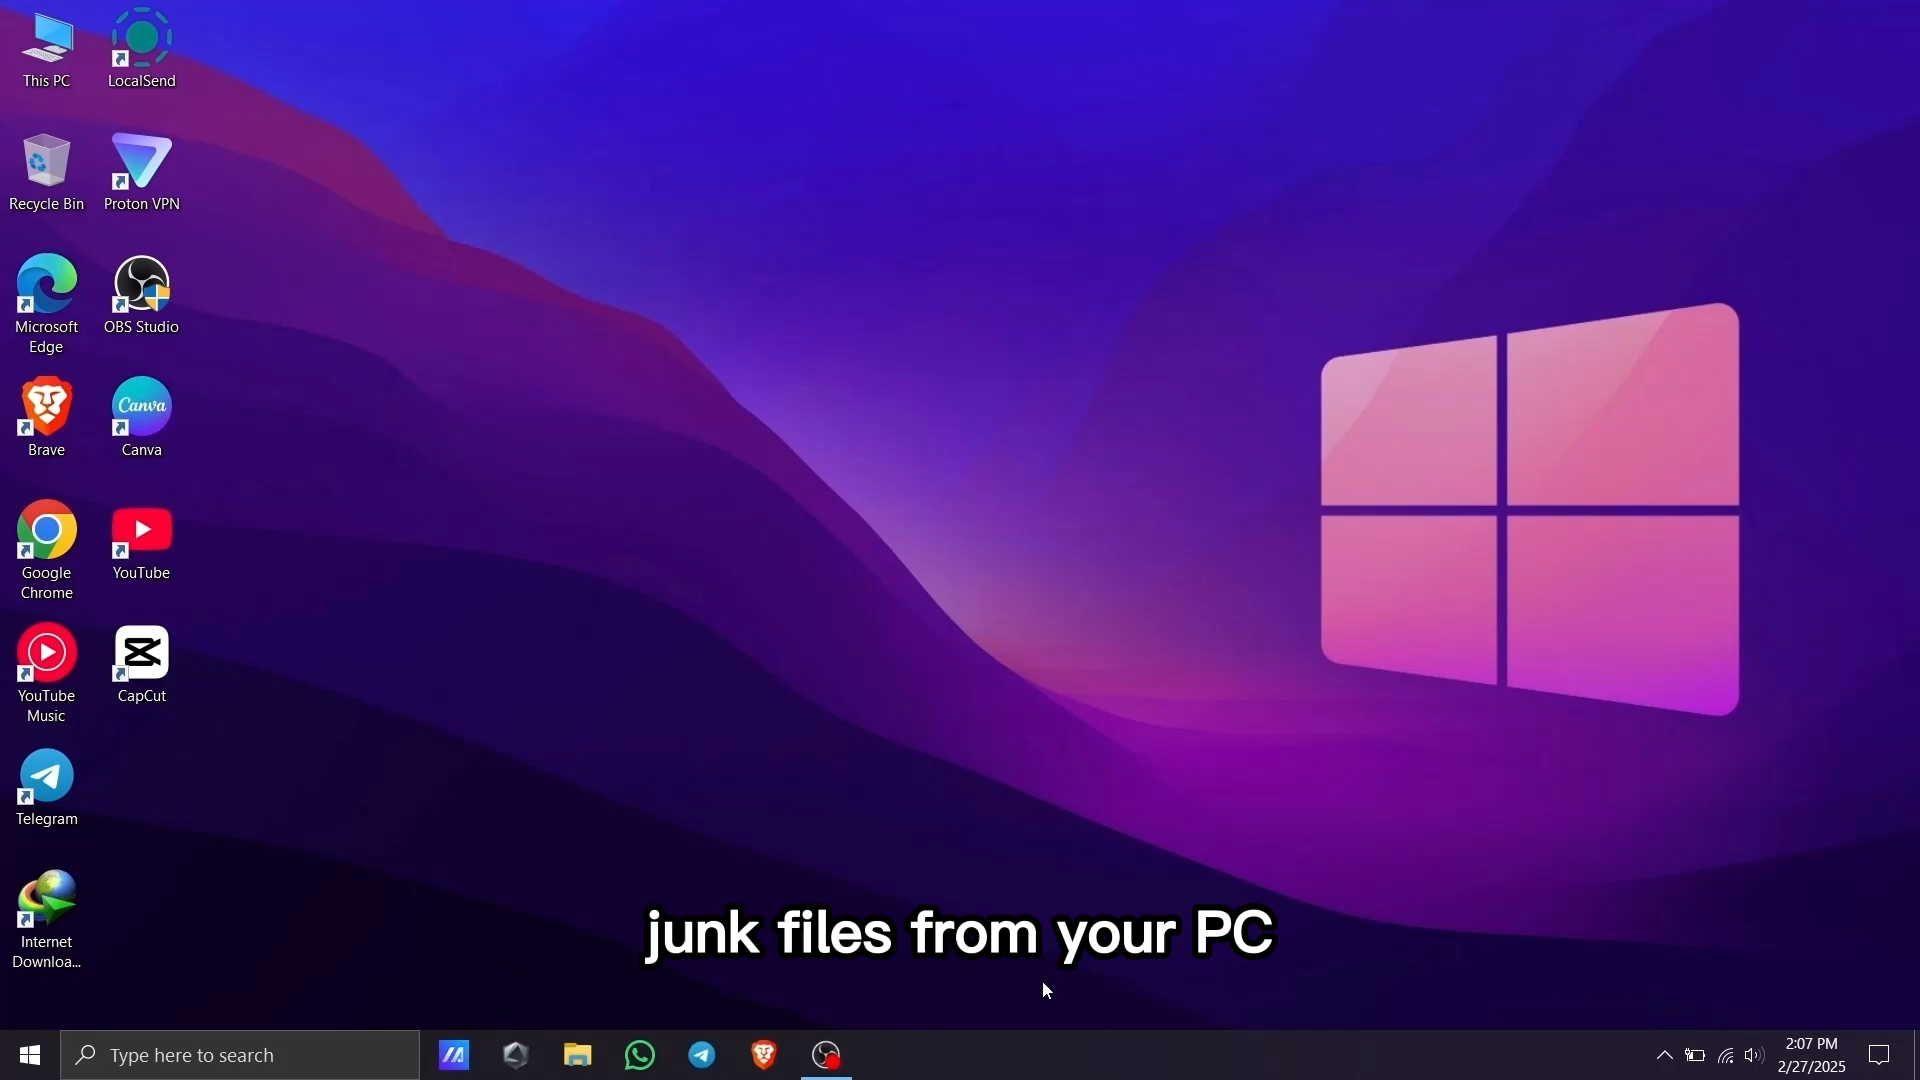 This PC
LocalSend
Recycle Bin
Proton VPN
Microsoft
Edge
OBS Studio
Brave
Canva
Canva
Google
Chrome
YouTube
YouTube
Music
CapCut
Telegram
Internet
Downloa...
junk files from your PC
Type here to search
2:07 PM
2/27/2025